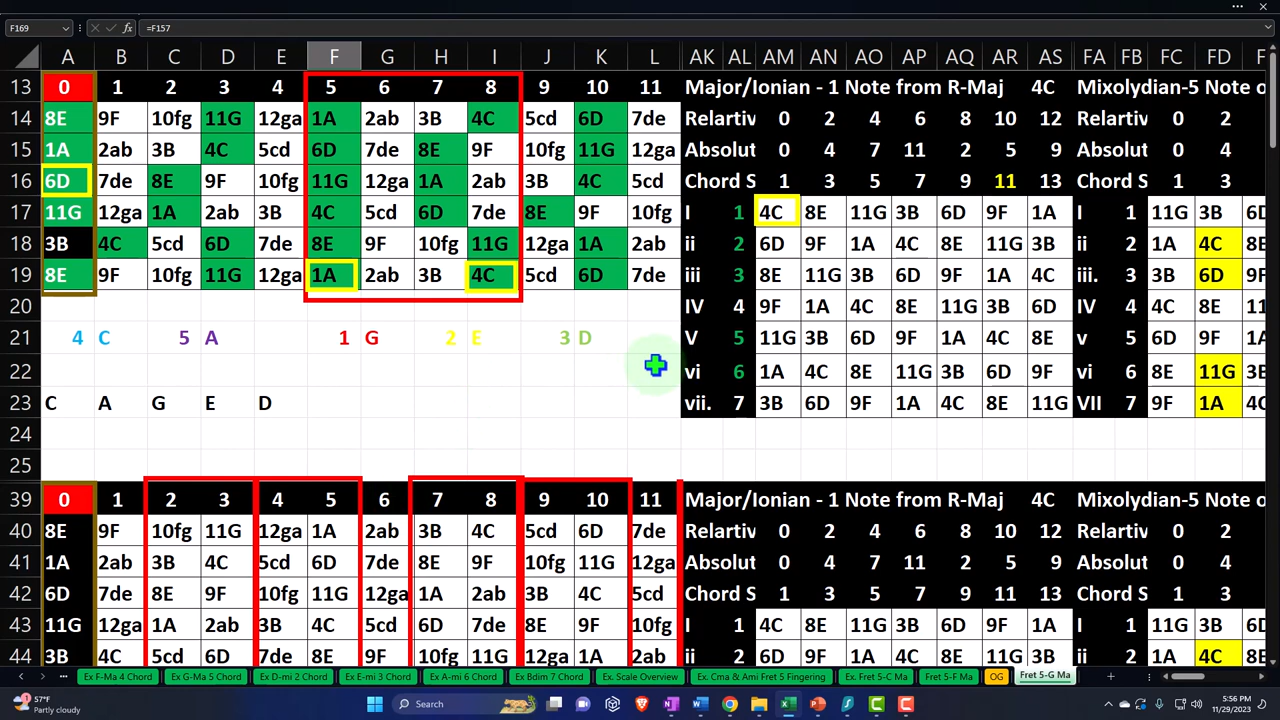 F169 fx =F157
A B C D E F G H I J K L AK AL AM AN AO AP AQ AR AS FA FB FC FD F
13 0 1 2 3 4 5 6 7 8 9 10 11 Major/Ionian - 1 Note from R-Maj 4C Mixolydian-5 Note o
14 8E 9F 10fg 11G 12ga 1A 2ab 3B 4C 5cd 6D 7de Relartiv 0 2 4 6 8 10 12 Relartiv 0 2
15 1A 2ab 3B 4C 5cd 6D 7de 8E 9F 10fg 11G 12ga Absolut 0 4 7 11 2 5 9 Absolut 0 4
16 6D 7de 8E 9F 10fg 11G 12ga 1A 2ab 3B 4C 5cd Chord S 1 3 5 7 9 11 13 Chord S 1 3
17 11G 12ga 1A 2ab 3B 4C 5cd 6D 7de 8E 9F 10fg I 1 4C 8E 11G 3B 6D 9F 1A I 1 11G 3B 6D
18 3B 4C 5cd 6D 7de 8E 9F 10fg 11G 12ga 1A 2ab ii 2 6D 9F 1A 4C 8E 11G 3B ii 2 1A 4C 8E
19 8E 9F 10fg 11G 12ga 1A 2ab 3B 4C 5cd 6D 7de iii 3 8E 11G 3B 6D 9F 1A 4C iii. 3 3B 6D 9F
20 IV 4 9F 1A 4C 8E 11G 3B 6D IV 4 4C 8E 11
21 4 C 5 A 1 G 2 E 3 D V 5 11G 3B 6D 9F 1A 4C 8E v 5 6D 9F 1A
22 vi 6 1A 4C 8E 11G 3B 6D 9F vi 6 8E 11G 3B
23 C A G E D vii. 7 3B 6D 9F 1A 4C 8E 11G VII 7 9F 1A 4C
24
25
39 0 1 2 3 4 5 6 7 8 9 10 11 Major/Ionian - 1 Note from R-Maj 4C Mixolydian-5 Note o
40 8E 9F 10fg 11G 12ga 1A 2ab 3B 4C 5cd 6D 7de Relartiv 0 2 4 6 8 10 12 Relartiv 0 2
41 1A 2ab 3B 4C 5cd 6D 7de 8E 9F 10fg 11G 12ga Absolut 0 4 7 11 2 5 9 Absolut 0 4
42 6D 7de 8E 9F 10fg 11G 12ga 1A 2ab 3B 4C 5cd Chord S 1 3 5 7 9 11 13 Chord S 1 3
43 11G 12ga 1A 2ab 3B 4C 5cd 6D 7de 8E 9F 10fg I 1 4C 8E 11G 3B 6D 9F 1A I 1 11G 3B 6D
44 3B 4C 5cd 6D 7de 8E 9F 10fg 11G 12ga 1A 2ab ii 2 6D 9F 1A 4C 8E 11G 3B ii 2 1A 4C 8E
... Ex F-Ma 4 Chord Ex G-Ma 5 Chord Ex D-mi 2 Chord Ex E-mi 3 Chord Ex A-mi 6 Chord Ex Bdim 7 Chord Ex. Scale Overview Ex. Cma & Ami Fret 5 Fingering Ex. Fret 5-C Ma Fret 5-F Ma OG Fret 5-G Ma
57°F
Partly cloudy
Search
5:56 PM
11/29/2023